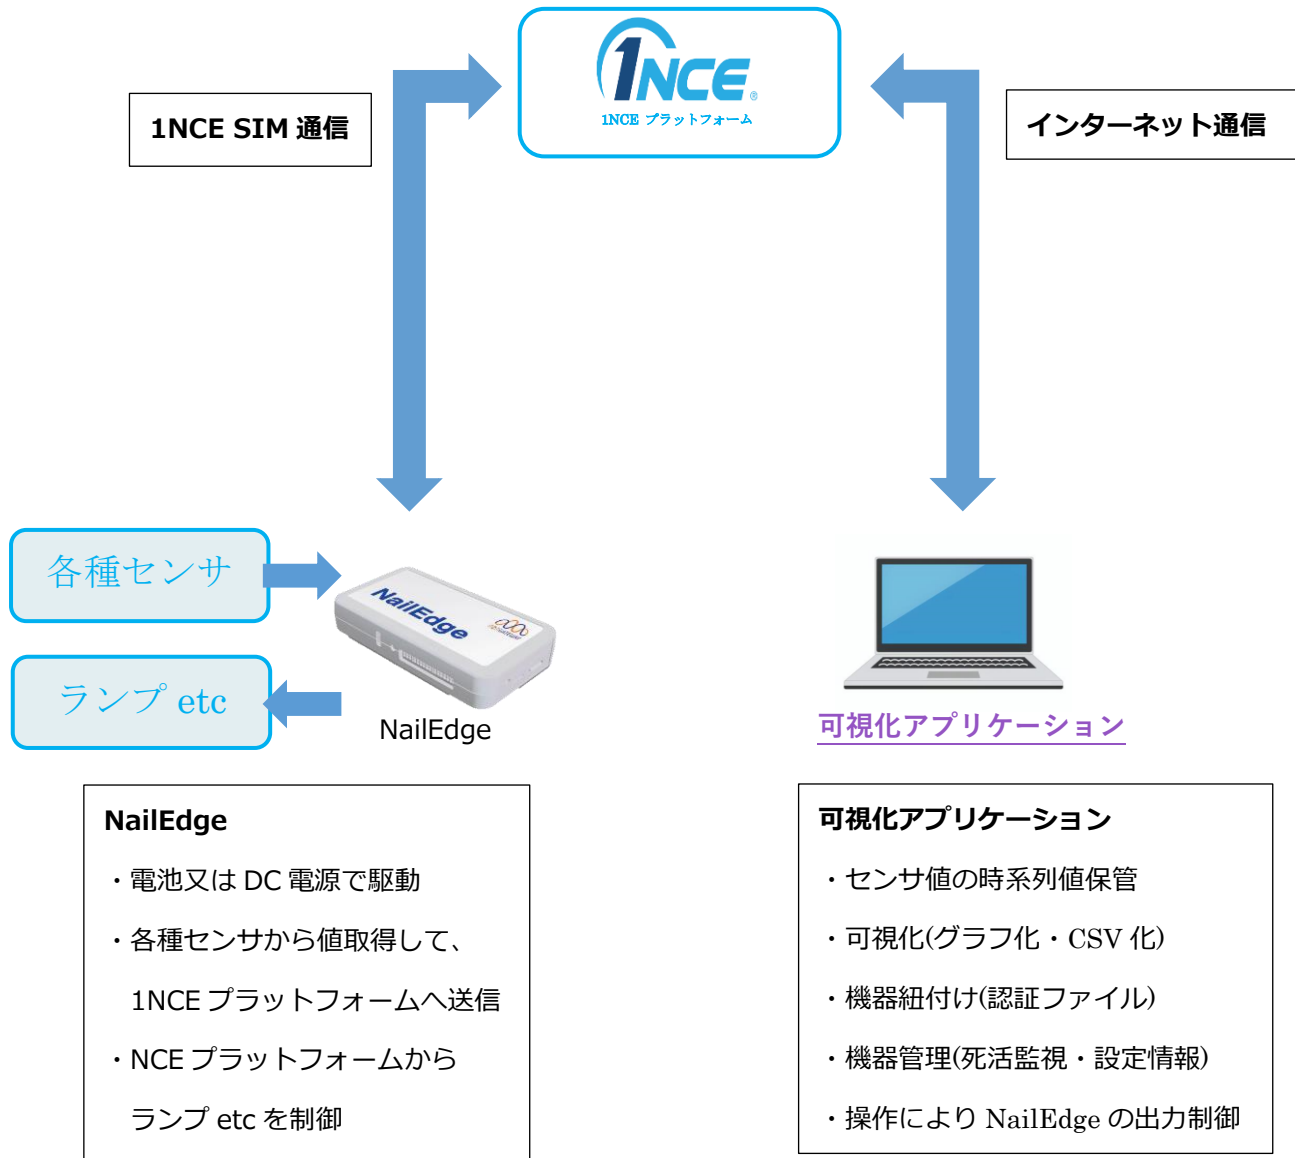 1NCE®
1NCE プラットフォーム
1NCE SIM 通信
インターネット通信
各種センサ
ランプ etc
NailEdge
NailEdge
可視化アプリケーション
NailEdge
・電池又は DC 電源で駆動
・各種センサから値取得して、
1NCE プラットフォームへ送信
・NCE プラットフォームから
ランプ etc を制御
可視化アプリケーション
・センサ値の時系列値保管
・可視化(グラフ化・CSV 化)
・機器紐付け(認証ファイル)
・機器管理(死活監視・設定情報)
・操作により NailEdge の出力制御